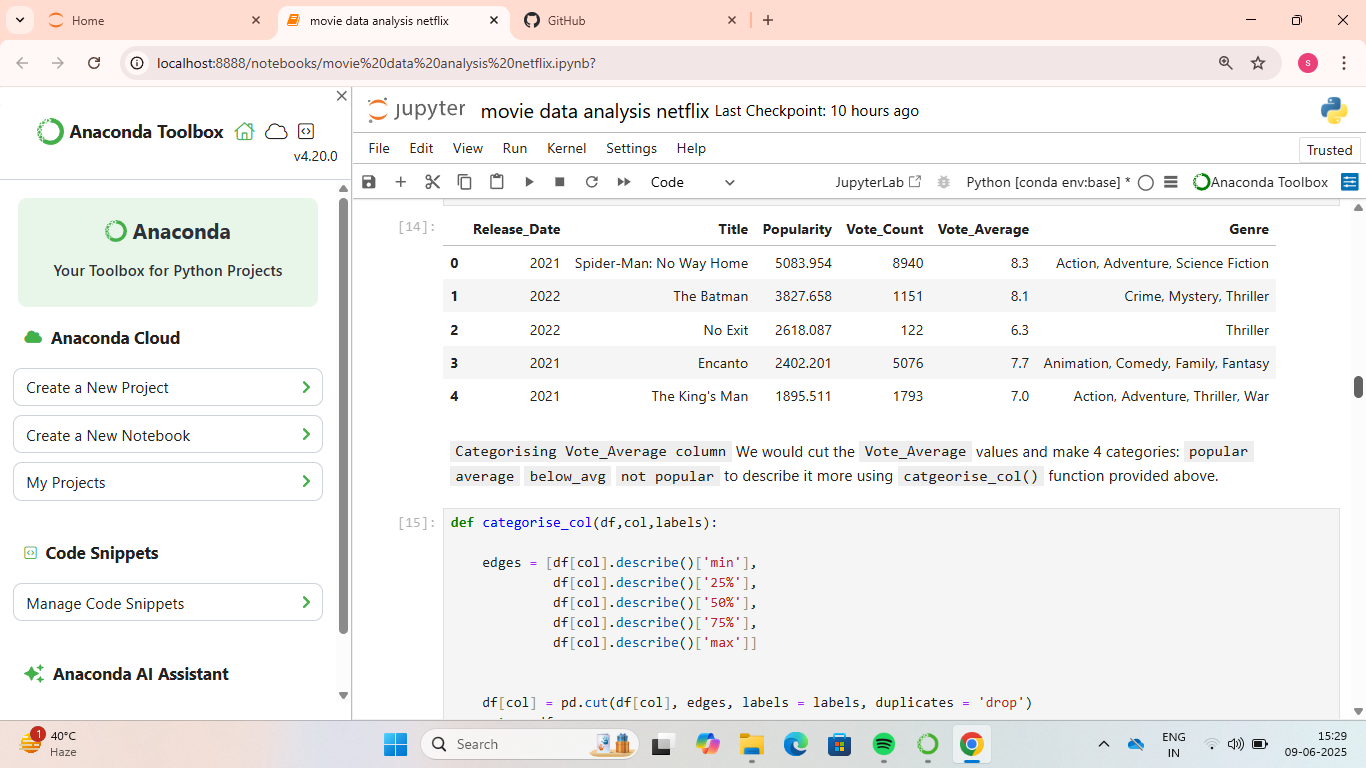 Home
movie data analysis netflix
GitHub
localhost:8888/notebooks/movie%20data%20analysis%20netflix.ipynb?
s
Anaconda Toolbox
v4.20.0
Anaconda
Your Toolbox for Python Projects
Anaconda Cloud
Create a New Project
Create a New Notebook
My Projects
Code Snippets
Manage Code Snippets
Anaconda AI Assistant
jupyter movie data analysis netflix Last Checkpoint: 10 hours ago
File Edit View Run Kernel Settings Help
Trusted
Code JupyterLab Python [conda env:base] * Anaconda Toolbox
[14]:
Release_Date Title Popularity Vote_Count Vote_Average Genre
0 2021 Spider-Man: No Way Home 5083.954 8940 8.3 Action, Adventure, Science Fiction
1 2022 The Batman 3827.658 1151 8.1 Crime, Mystery, Thriller
2 2022 No Exit 2618.087 122 6.3 Thriller
3 2021 Encanto 2402.201 5076 7.7 Animation, Comedy, Family, Fantasy
4 2021 The King's Man 1895.511 1793 7.0 Action, Adventure, Thriller, War
Categorising Vote_Average column We would cut the Vote_Average values and make 4 categories: popular
average below_avg not popular to describe it more using catgeorise_col() function provided above.
[15]:
def categorise_col(df,col,labels):
edges = [df[col].describe()['min'],
df[col].describe()['25%'],
df[col].describe()['50%'],
df[col].describe()['75%'],
df[col].describe()['max']]
df[col] = pd.cut(df[col], edges, labels = labels, duplicates = 'drop')
1
40°C
Haze
Search
ENG
IN
15:29
09-06-2025